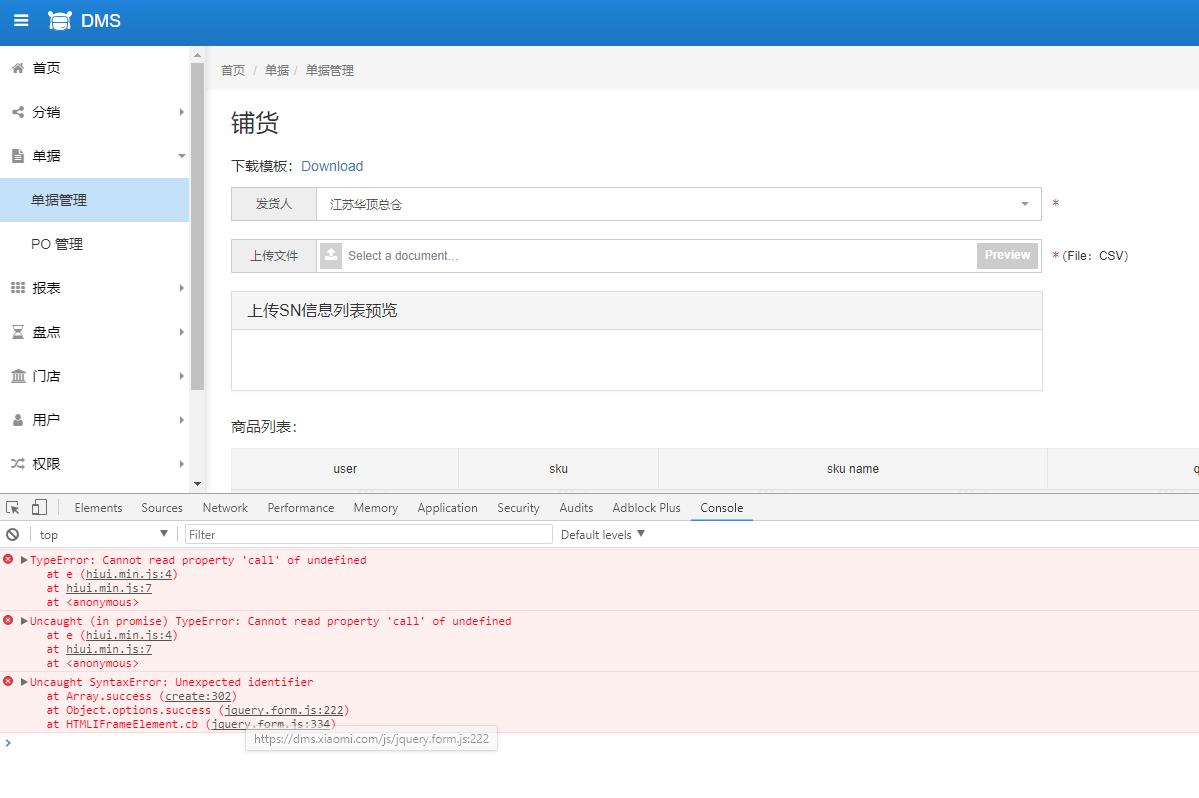 DMS
首页
分销
单据
单据管理
PO 管理
报表
盘点
门店
用户
权限
首页 / 单据 / 单据管理
铺货
下载模板：Download
发货人 江苏华顶总仓 *
上传文件 Select a document... Preview * (File：CSV)
上传SN信息列表预览
商品列表：
user sku sku name q
Elements Sources Network Performance Memory Application Security Audits Adblock Plus Console
top ▼ Filter Default levels ▼
TypeError: Cannot read property 'call' of undefined
at e (hiui.min.js:4)
at hiui.min.js:7
at <anonymous>
Uncaught (in promise) TypeError: Cannot read property 'call' of undefined
at e (hiui.min.js:4)
at hiui.min.js:7
at <anonymous>
Uncaught SyntaxError: Unexpected identifier
at Array.success (create:302)
at Object.options.success (jquery.form.js:222)
at HTMLIFrameElement.cb (jquery.form.js:334)
https://dms.xiaomi.com/js/jquery.form.js:222